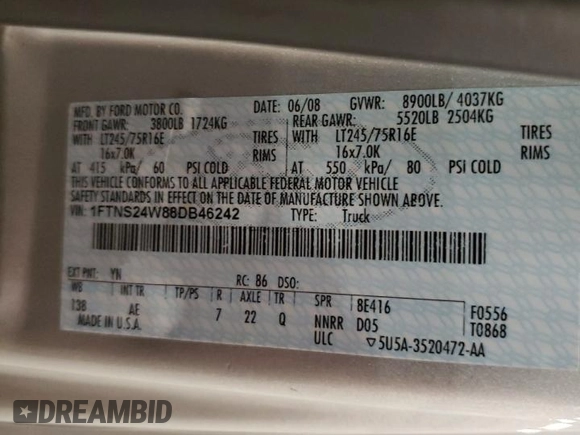 MFD. BY FORD MOTOR CO. DATE: 06/08 GVWR: 8900LB/ 4037KG
FRONT GAWR: 3800LB 1724KG REAR GAWR: 5520LB 2504KG
WITH LT245/75R16E TIRES WITH LT245/75R16E TIRES
16x7.0K RIMS 16x7.0K RIMS
AT 415 kPa/ 60 PSI COLD AT 550 kPa/ 80 PSI COLD
THIS VEHICLE CONFORMS TO ALL APPLICABLE FEDERAL MOTOR VEHICLE
SAFETY STANDARDS IN EFFECT ON THE DATE OF MANUFACTURE SHOWN ABOVE.
VIN: 1FTNS24W88DB46242 TYPE: Truck
EXT PNT: YN RC: 86 DSO:
WB INT TR TP/PS R AXLE TR SPR 8E416 F0556
138 AE 7 22 Q NNRR D05 T0868
MADE IN U.S.A. ULC ▽5U5A-3520472-AA
DREAMBID